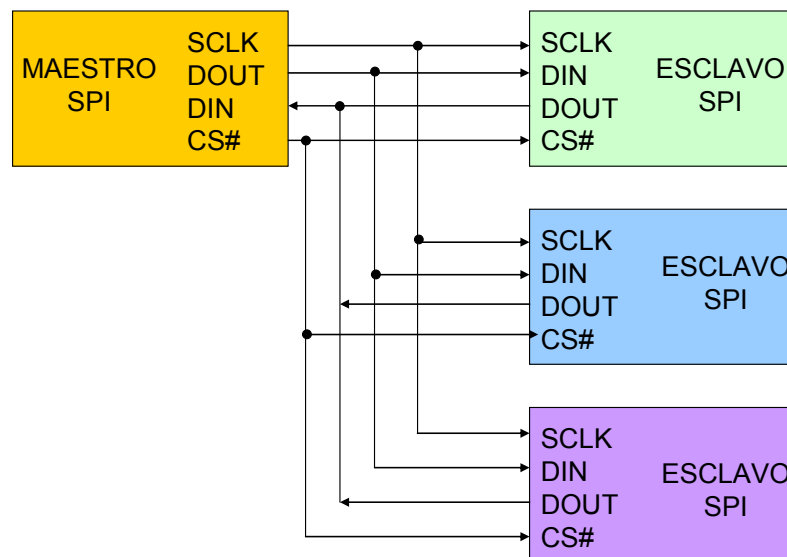 MAESTRO
SPI
SCLK
DOUT
DIN
CS#
SCLK
DIN
DOUT
CS#
ESCLAVO
SPI
SCLK
DIN
DOUT
CS#
ESCLAVO
SPI
SCLK
DIN
DOUT
CS#
ESCLAVO
SPI